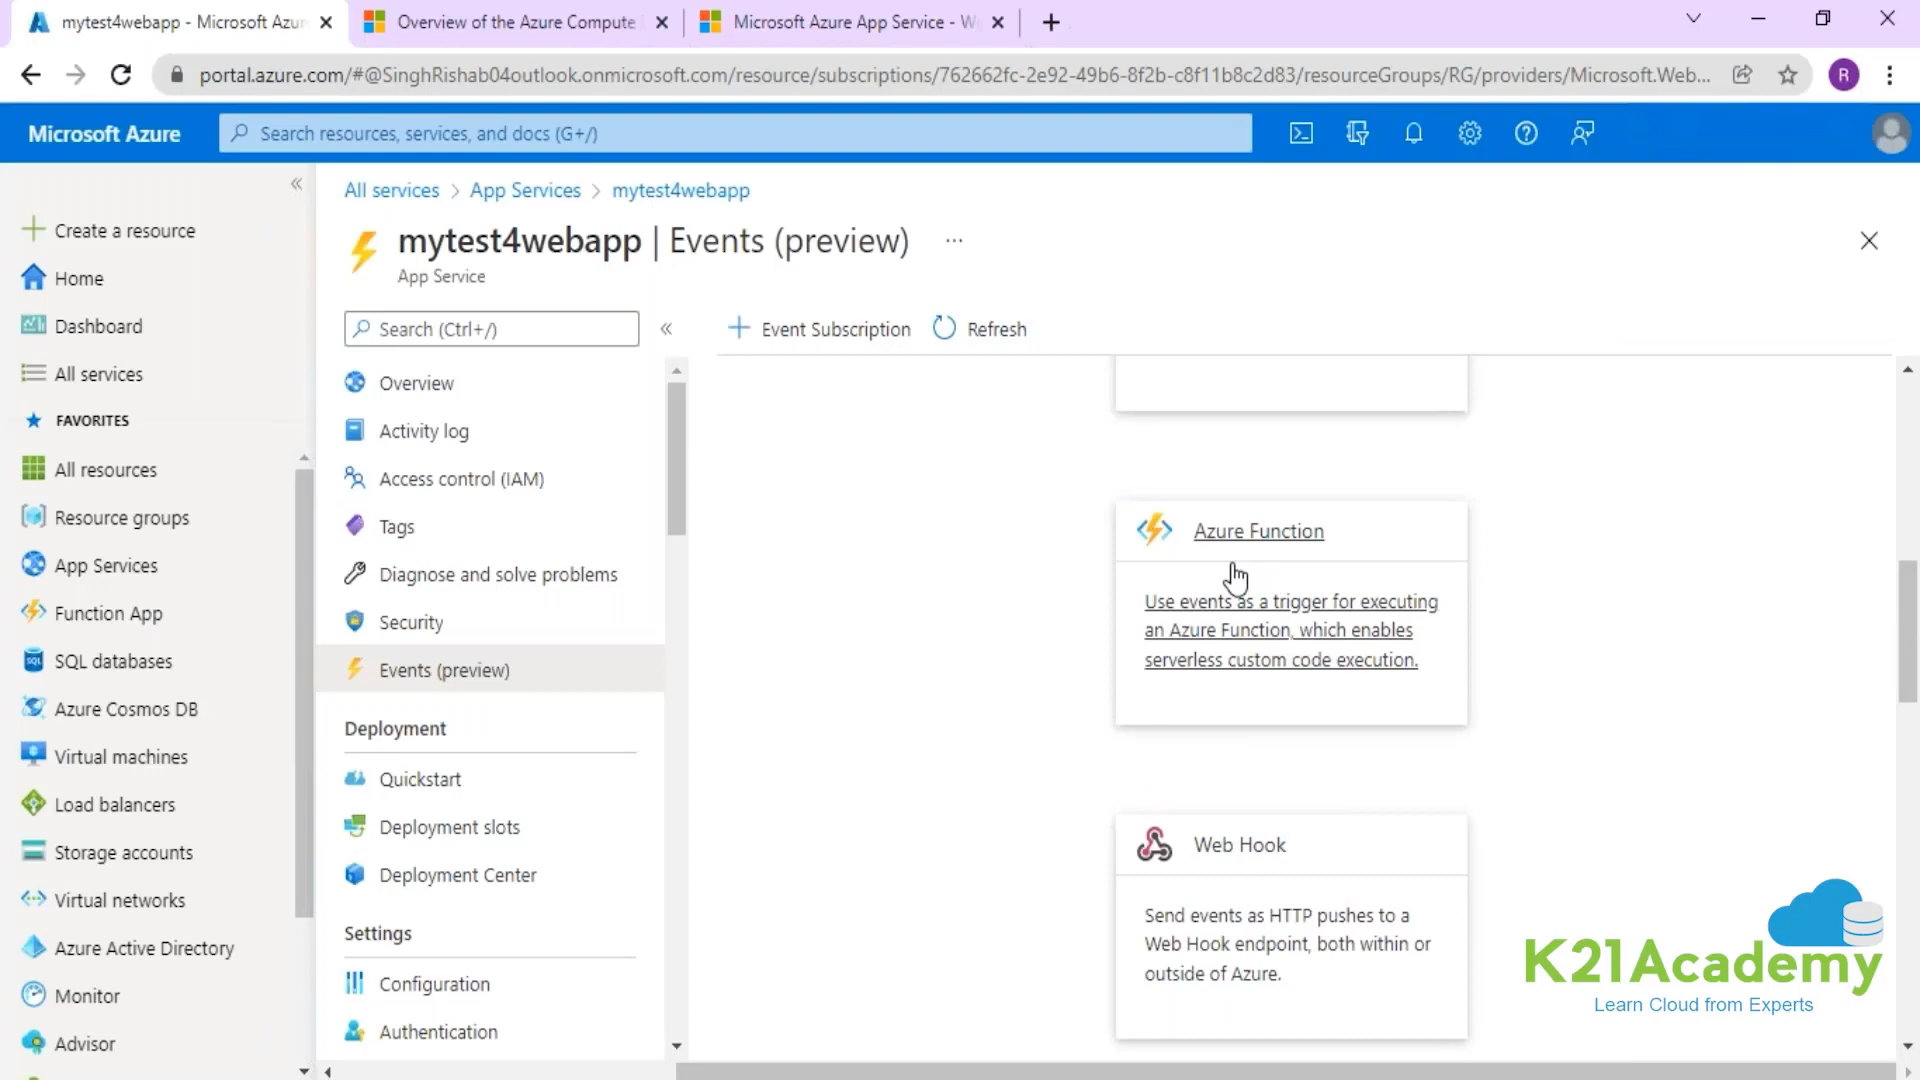 mytest4webapp - Microsoft Azur
Overview of the Azure Compute
Microsoft Azure App Service - W
portal.azure.com/#@SinghRishab04outlook.onmicrosoft.com/resource/subscriptions/762662fc-2e92-49b6-8f2b-c8f11b8c2d83/resourceGroups/RG/providers/Microsoft.Web...
R
Microsoft Azure
Search resources, services, and docs (G+/)
Create a resource
Home
Dashboard
All services
FAVORITES
All resources
Resource groups
App Services
Function App
SQL databases
Azure Cosmos DB
Virtual machines
Load balancers
Storage accounts
Virtual networks
Azure Active Directory
Monitor
Advisor
All services > App Services > mytest4webapp
mytest4webapp | Events (preview) ...
App Service
Search (Ctrl+/)
Overview
Activity log
Access control (IAM)
Tags
Diagnose and solve problems
Security
Events (preview)
Deployment
Quickstart
Deployment slots
Deployment Center
Settings
Configuration
Authentication
Event Subscription
Refresh
Azure Function
Use events as a trigger for executing
an Azure Function, which enables
serverless custom code execution.
Web Hook
Send events as HTTP pushes to a
Web Hook endpoint, both within or
outside of Azure.
K21Academy
Learn Cloud from Experts